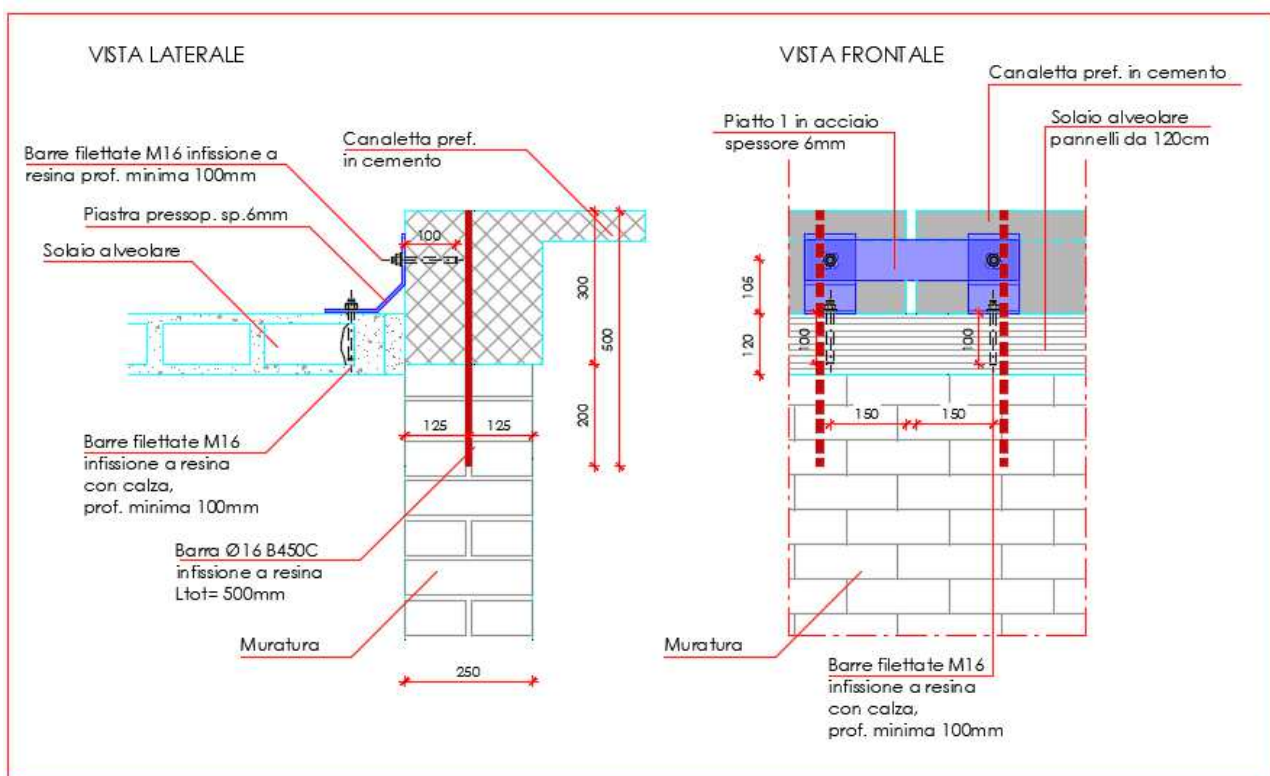 VISTA LATERALE
Barre filettate M16 infissione a
resina prof. minima 100mm
Piastra pressop. sp.6mm
Solaio alveolare
Canaletta pref.
in cemento
100
300
500
200
125
125
Barre filettate M16
infissione a resina
con calza,
prof. minima 100mm
Barra Ø16 B450C
infissione a resina
Ltot= 500mm
Muratura
250
VISTA FRONTALE
Canaletta pref. in cemento
Piatto 1 in acciaio
spessore 6mm
Solaio alveolare
pannelli da 120cm
105
120
100
100
150
150
Muratura
Barre filettate M16
infissione a resina
con calza,
prof. minima 100mm